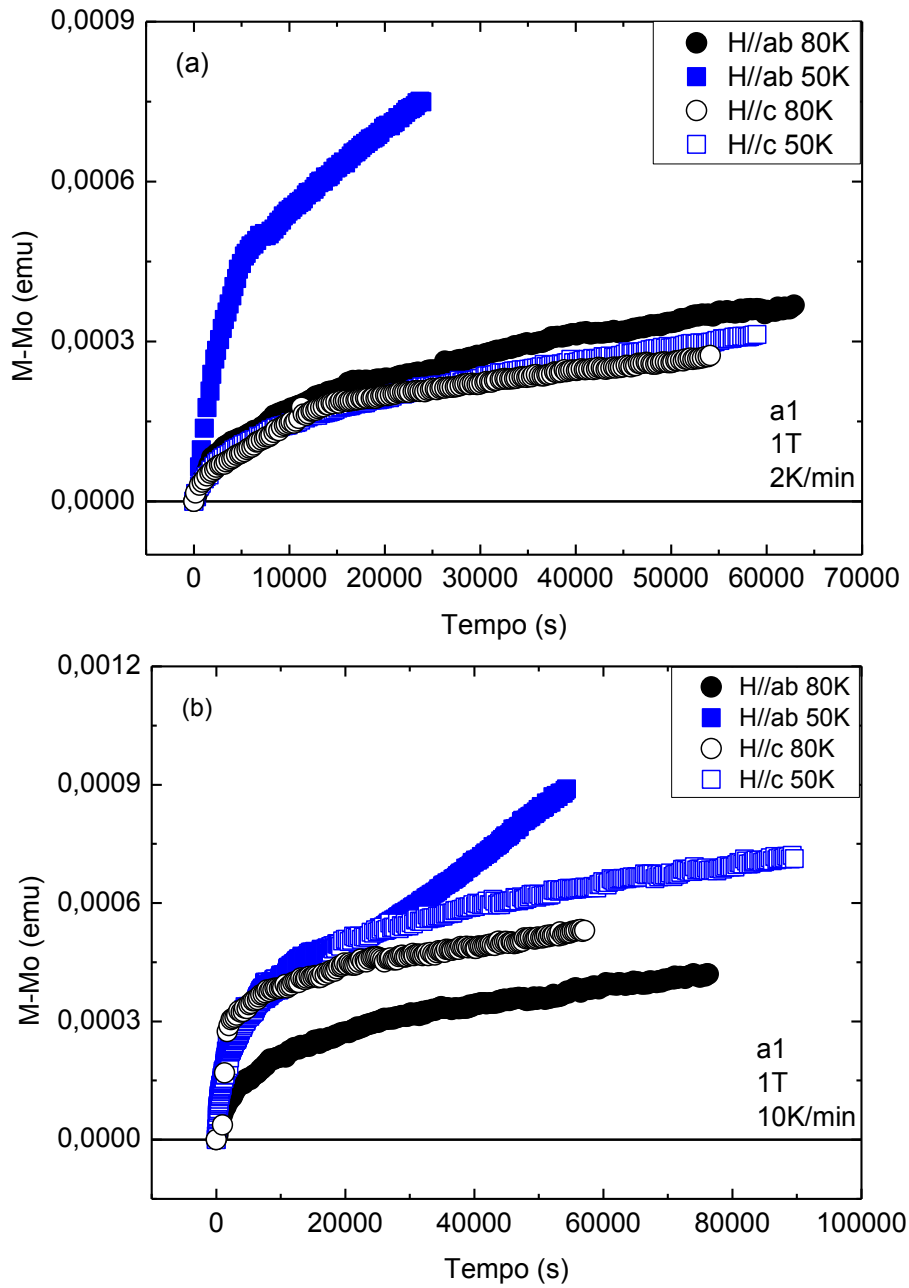 0,0009
(a)
H//ab 80K
H//ab 50K
H//c 80K
H//c 50K
0,0006
M-Mo (emu)
0,0003
a1
1T
2K/min
0,0000
0 10000 20000 30000 40000 50000 60000 70000
Tempo (s)
0,0012
(b)
H//ab 80K
H//ab 50K
H//c 80K
H//c 50K
0,0009
0,0006
M-Mo (emu)
0,0003
a1
1T
10K/min
0,0000
0 20000 40000 60000 80000 100000
Tempo (s)